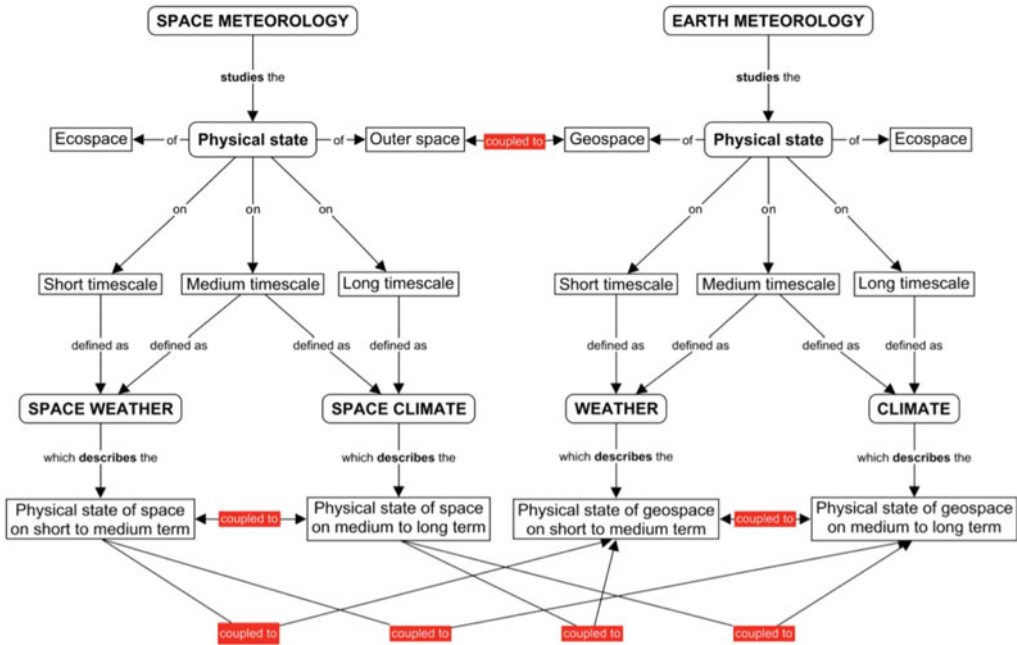 SPACE METEOROLOGY
EARTH METEOROLOGY
studies the
studies the
Ecospace
of
Physical state
of
Outer space
coupled to
Geospace
of
Physical state
of
Ecospace
on
on
on
on
on
on
Short timescale
Medium timescale
Long timescale
Short timescale
Medium timescale
Long timescale
defined as
defined as
defined as
defined as
defined as
defined as
defined as
defined as
SPACE WEATHER
SPACE CLIMATE
WEATHER
CLIMATE
which describes the
which describes the
which describes the
which describes the
Physical state of space
on short to medium term
coupled to
Physical state of space
on medium to long term
Physical state of geospace
on short to medium term
coupled to
Physical state of geospace
on medium to long term
coupled to
coupled to
coupled to
coupled to